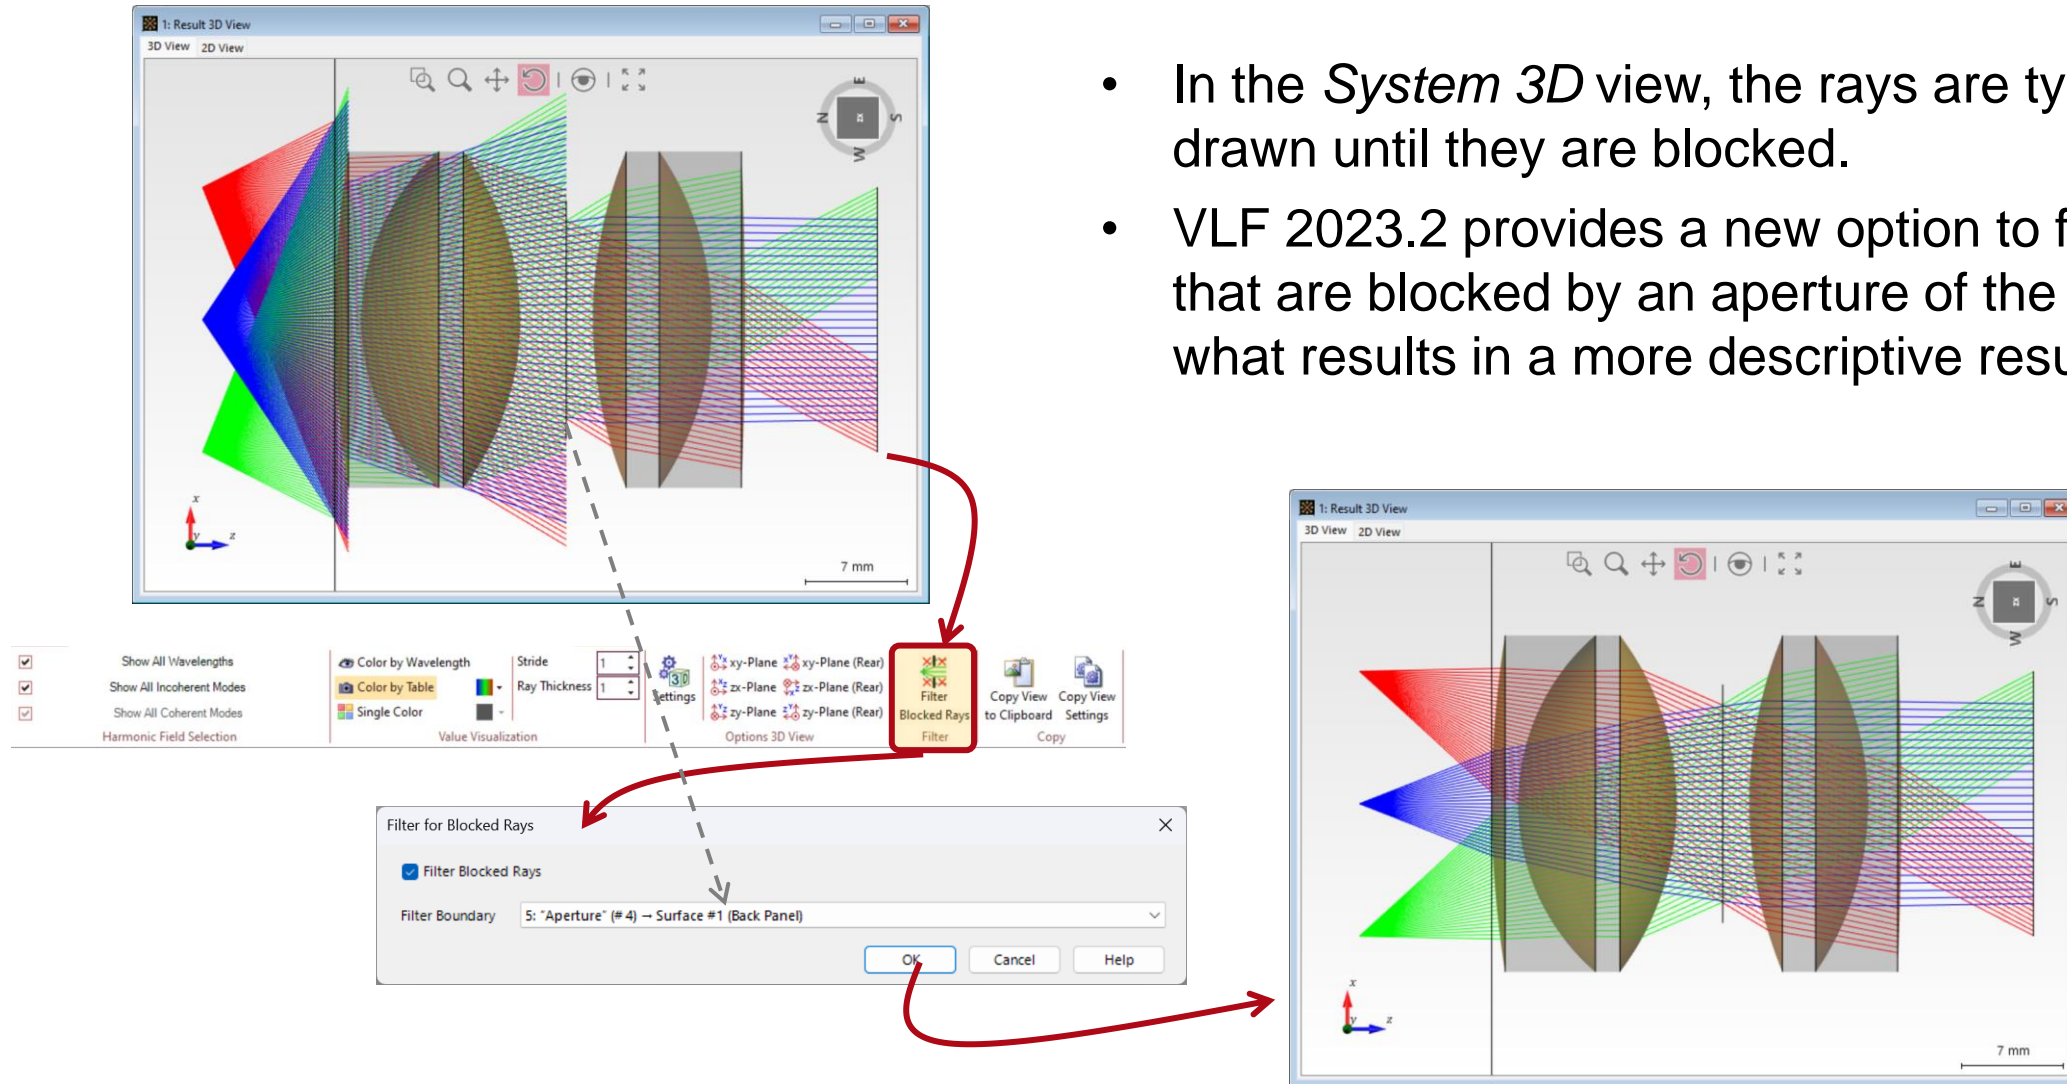 1: Result 3D View
3D View 2D View
E
N
S
W
x
y
z
7 mm
• In the System 3D view, the rays are ty
drawn until they are blocked.
• VLF 2023.2 provides a new option to f
that are blocked by an aperture of the
what results in a more descriptive resu
Show All Wavelengths
Show All Incoherent Modes
Show All Coherent Modes
Harmonic Field Selection
Color by Wavelength
Color by Table
Single Color
Stride 1
Ray Thickness 1
Value Visualization
3D
Settings
xy-Plane xy-Plane (Rear)
zx-Plane zx-Plane (Rear)
zy-Plane zy-Plane (Rear)
Options 3D View
Filter
Blocked Rays
Filter
Copy View
to Clipboard
Copy View
Settings
Copy
Filter for Blocked Rays
Filter Blocked Rays
Filter Boundary 5: "Aperture" (# 4) → Surface #1 (Back Panel)
OK Cancel Help
1: Result 3D View
3D View 2D View
E
N
S
W
x
y
z
7 mm